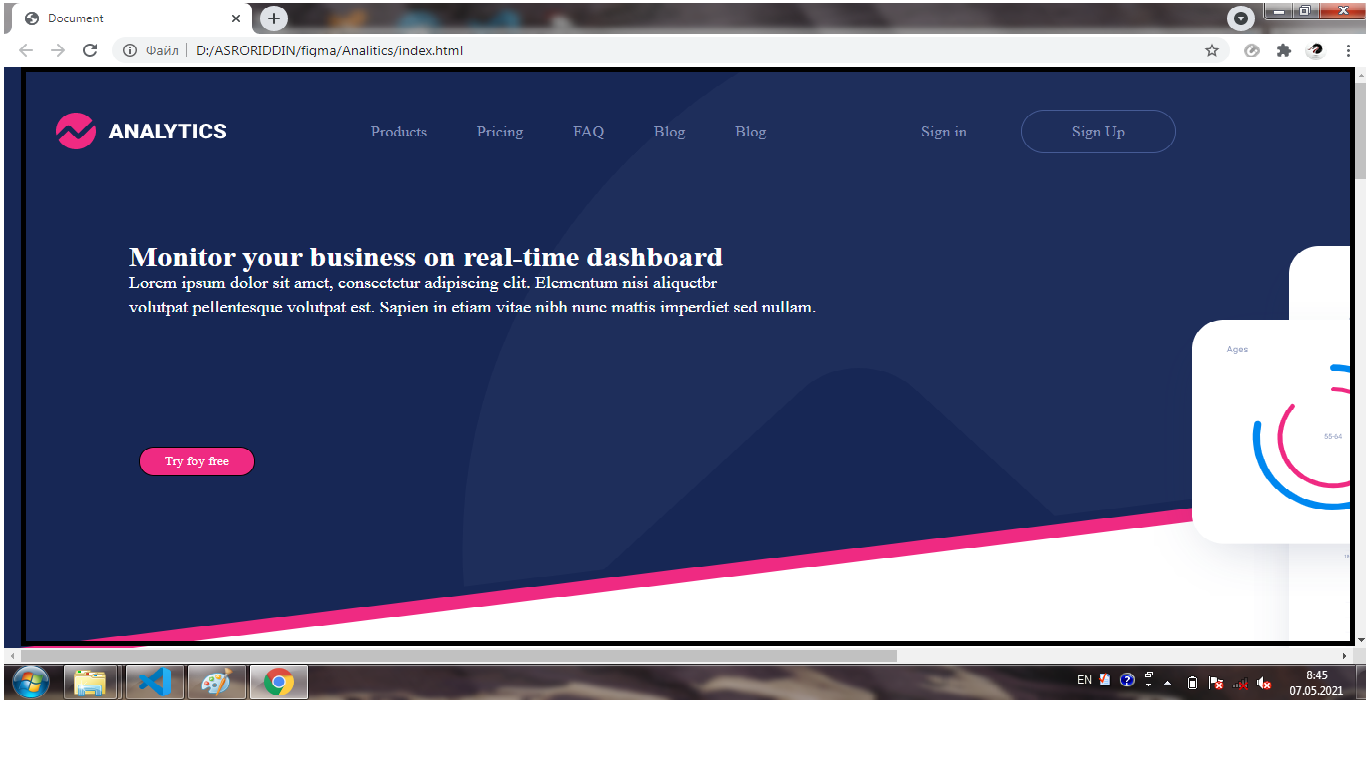 Document
Файл
D:/ASRORIDDIN/figma/Analitics/index.html
ANALYTICS
Products
Pricing
FAQ
Blog
Blog
Sign in
Sign Up
Monitor your business on real-time dashboard
Lorem ipsum dolor sit amet, consectetur adipiscing elit. Elementum nisi aliquetbr
volutpat pellentesque volutpat est. Sapien in etiam vitae nibh nunc mattis imperdiet sed nullam.
Ages
55-64
Try foy free
EN
8:45
07.05.2021